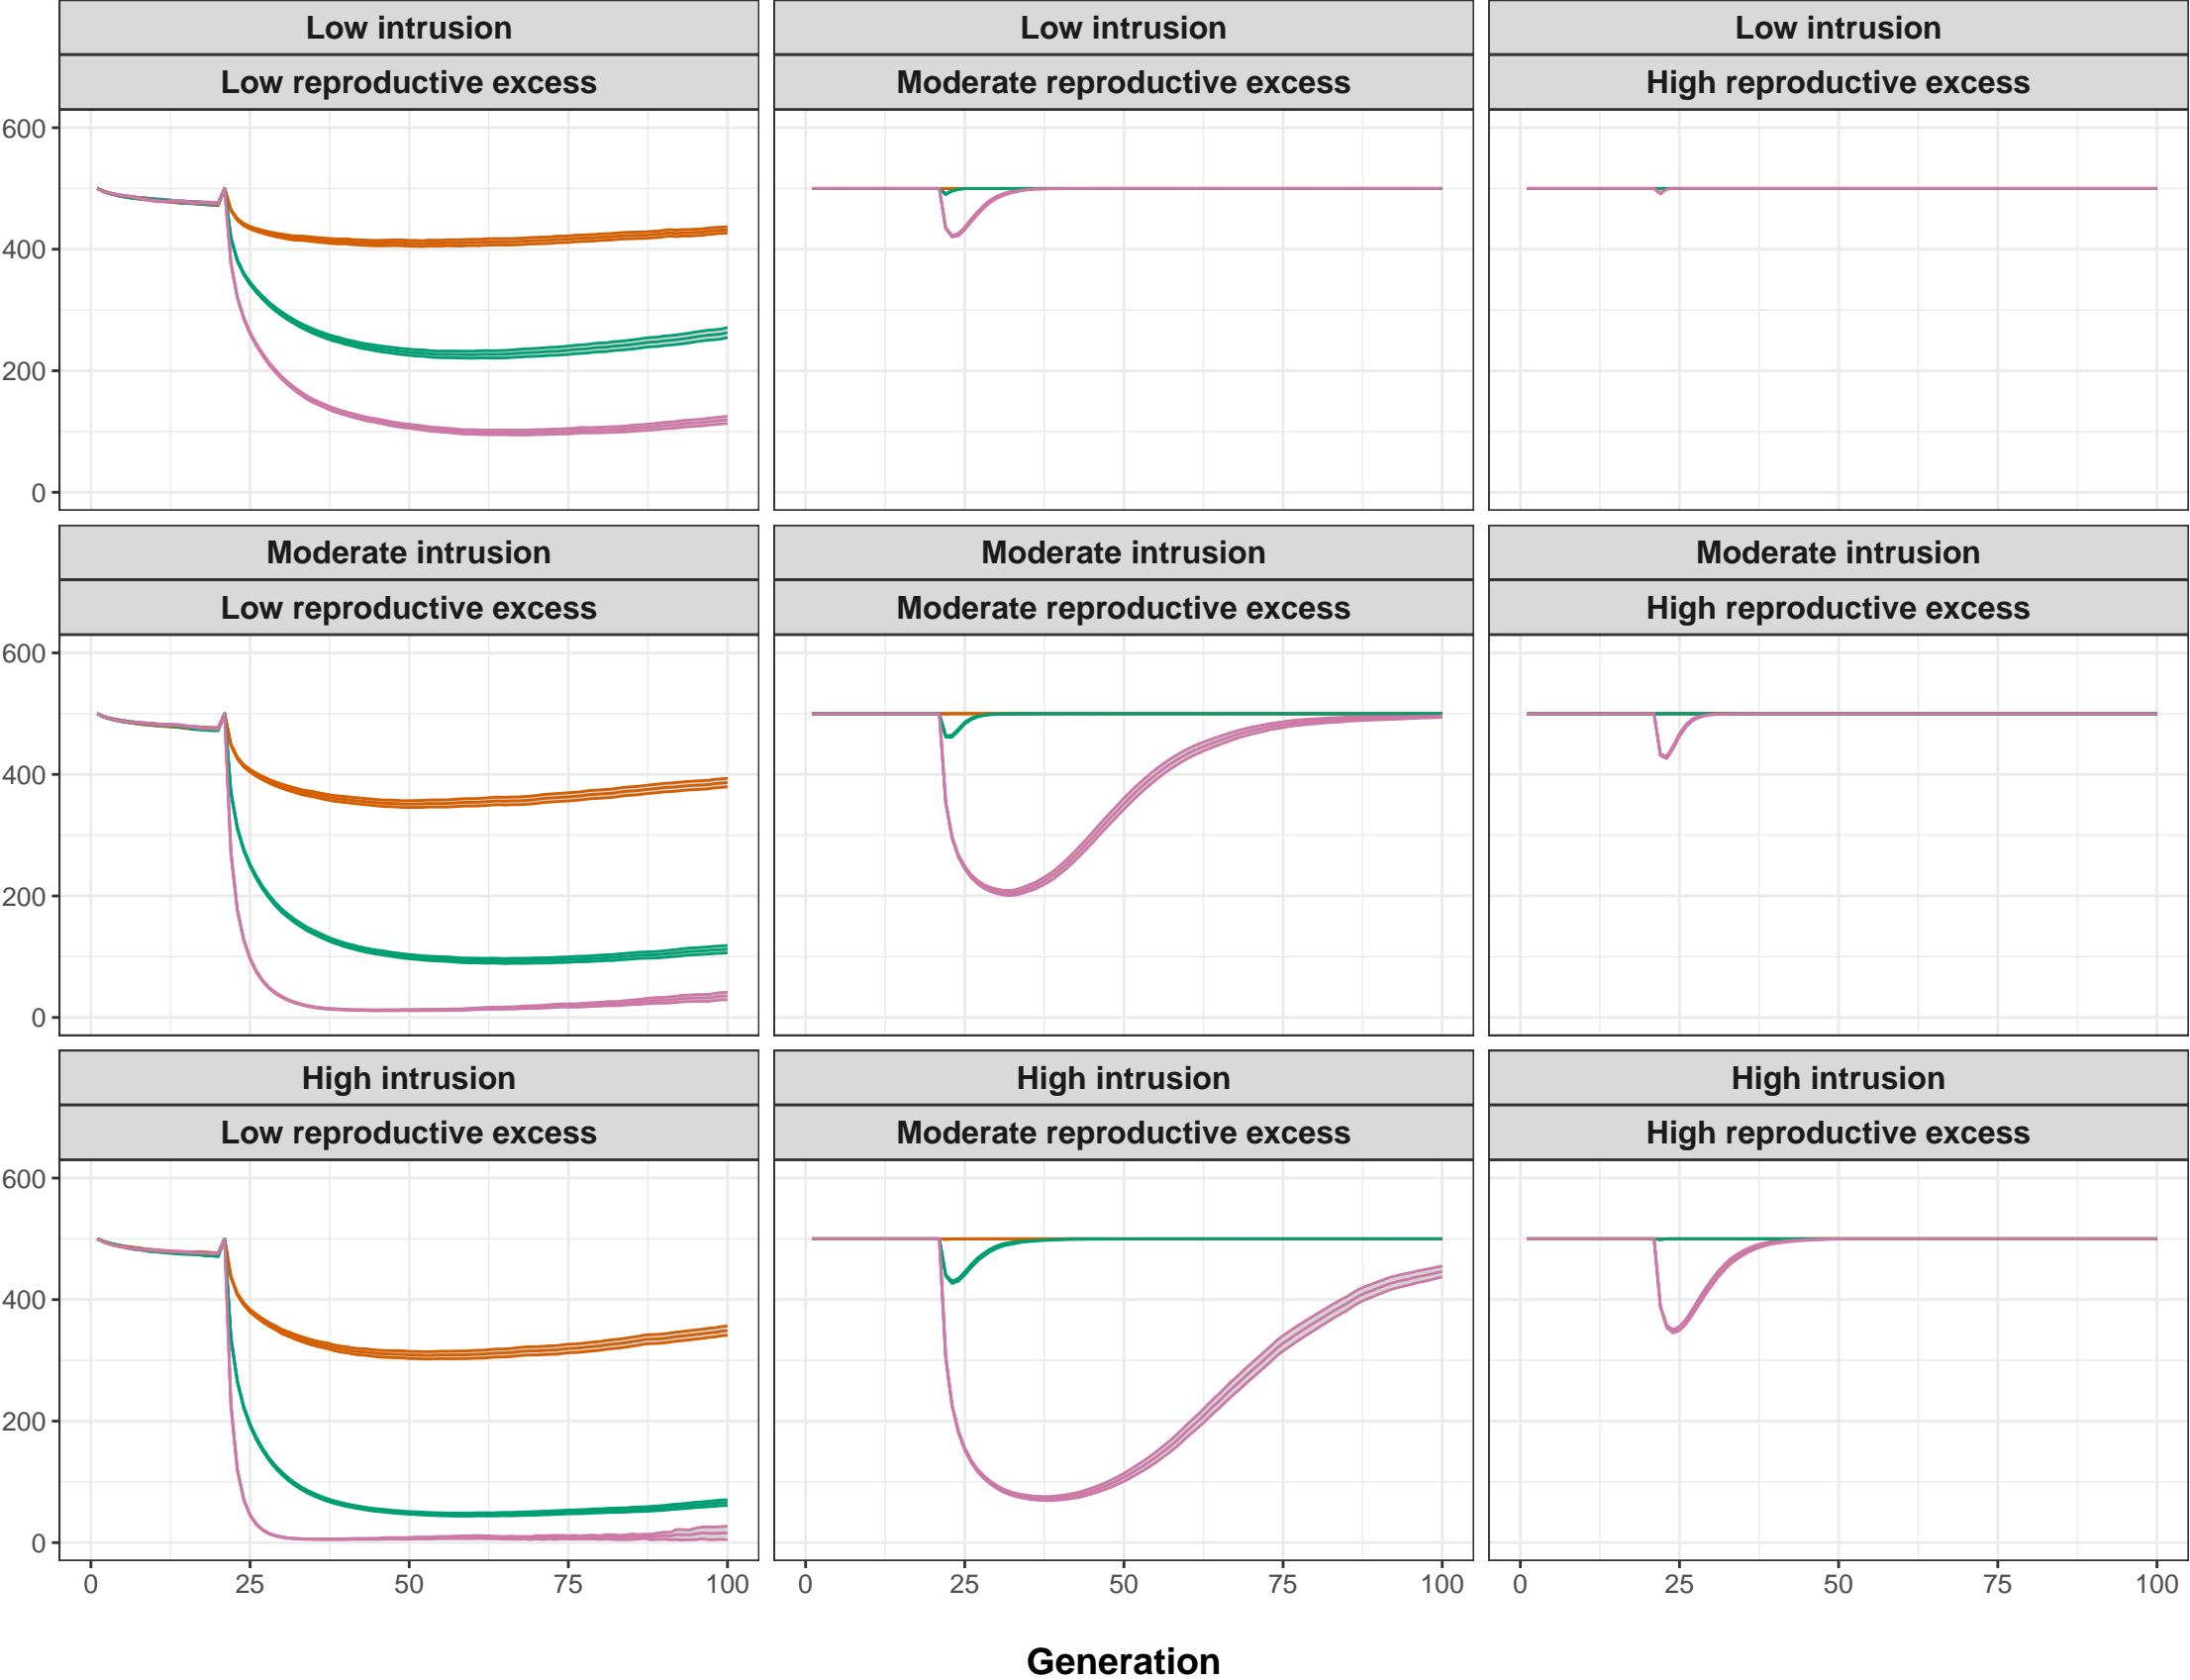 Low intrusion Low intrusion Low intrusion
Low reproductive excess Moderate reproductive excess High reproductive excess
600
400
200
0
Moderate intrusion Moderate intrusion Moderate intrusion
Low reproductive excess Moderate reproductive excess High reproductive excess
600
400
200
0
High intrusion High intrusion High intrusion
Low reproductive excess Moderate reproductive excess High reproductive excess
600
400
200
0
0 25 50 75 100 0 25 50 75 100 0 25 50 75 100
Generation